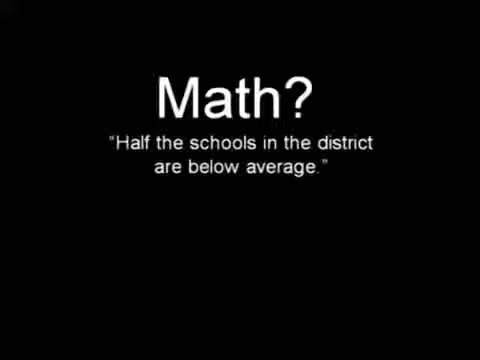 Math?
"Half the schools in the district
are below average."